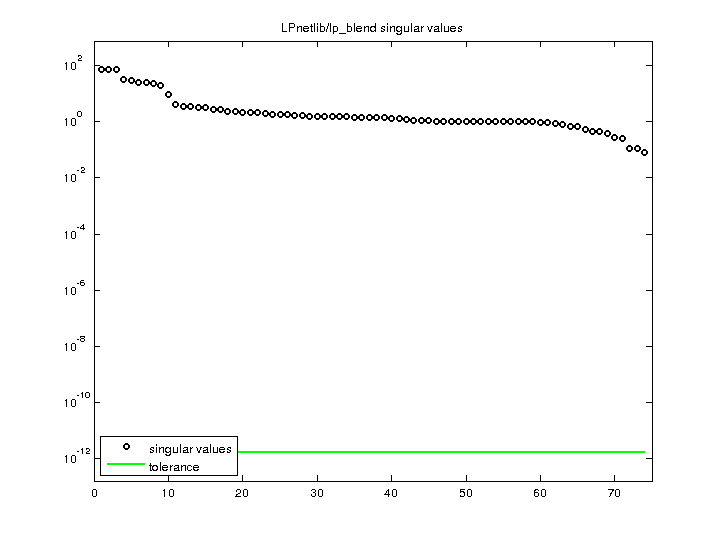 LPnetlib/lp_blend singular values
10^2
10^0
10^-2
10^-4
10^-6
10^-8
10^-10
10^-12
singular values
tolerance
0 10 20 30 40 50 60 70